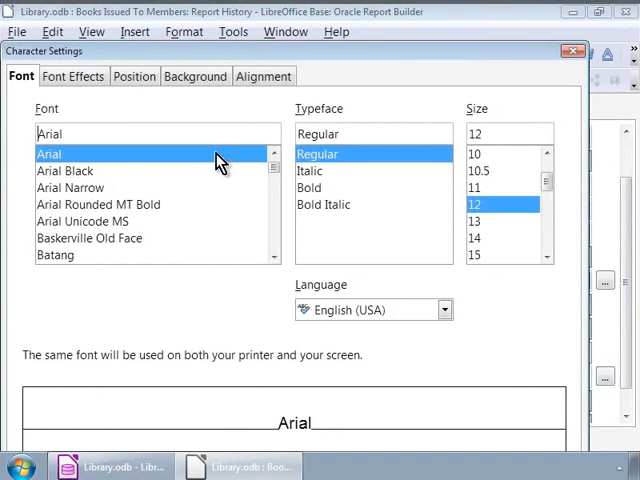 Library.odb : Books Issued To Members: Report History - LibreOffice Base: Oracle Report Builder
File Edit View Insert Format Tools Window Help
Character Settings
Font Font Effects Position Background Alignment
Font Typeface Size
Arial Regular 12
Arial Regular 10
Arial Black Italic 10.5
Arial Narrow Bold 11
Arial Rounded MT Bold Bold Italic 12
Arial Unicode MS 13
Baskerville Old Face 14
Batang 15
Language
English (USA)
The same font will be used on both your printer and your screen.
Arial
Library.odb - Libr... Library.odb : Boo...